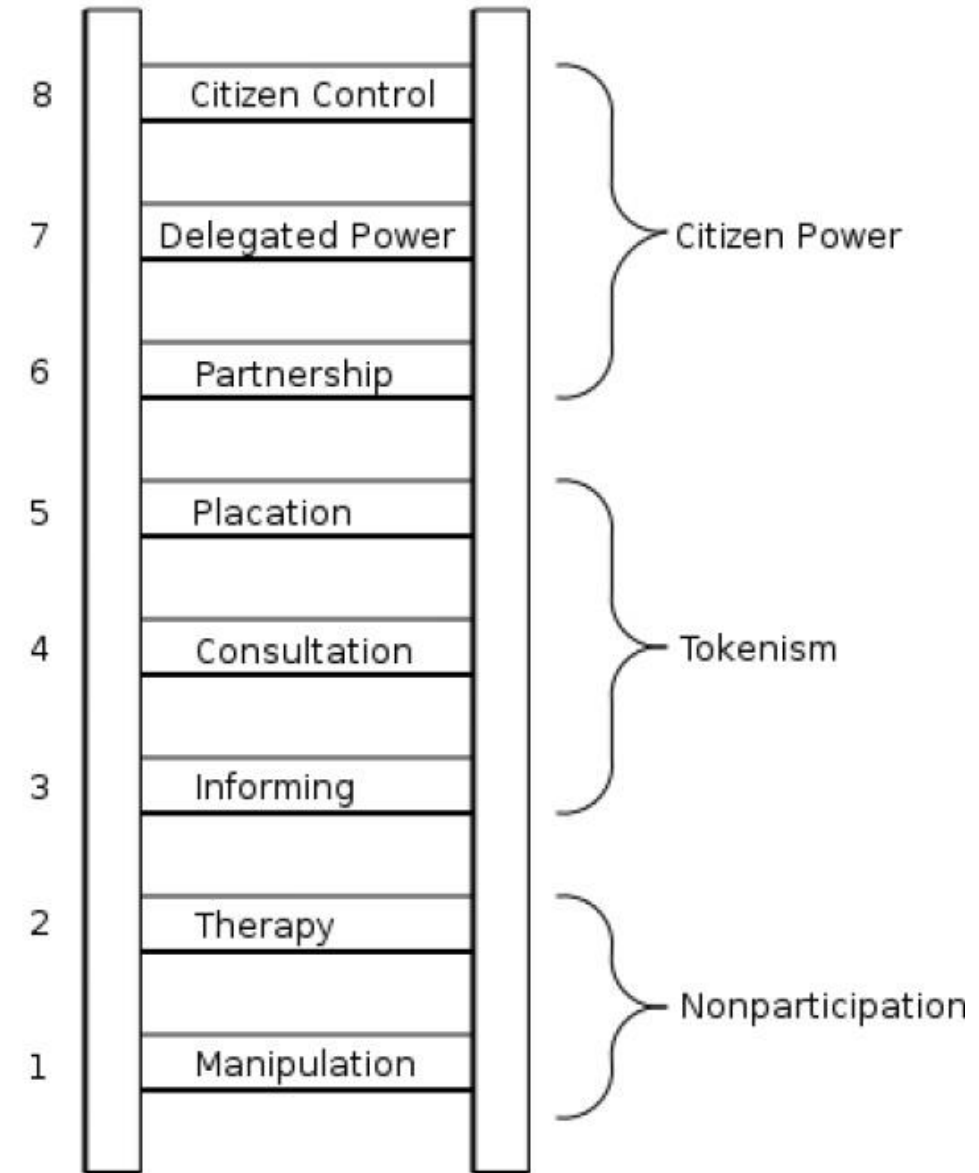 8 Citizen Control
7 Delegated Power
Citizen Power
6 Partnership
5 Placation
4 Consultation
Tokenism
3 Informing
2 Therapy
Nonparticipation
1 Manipulation